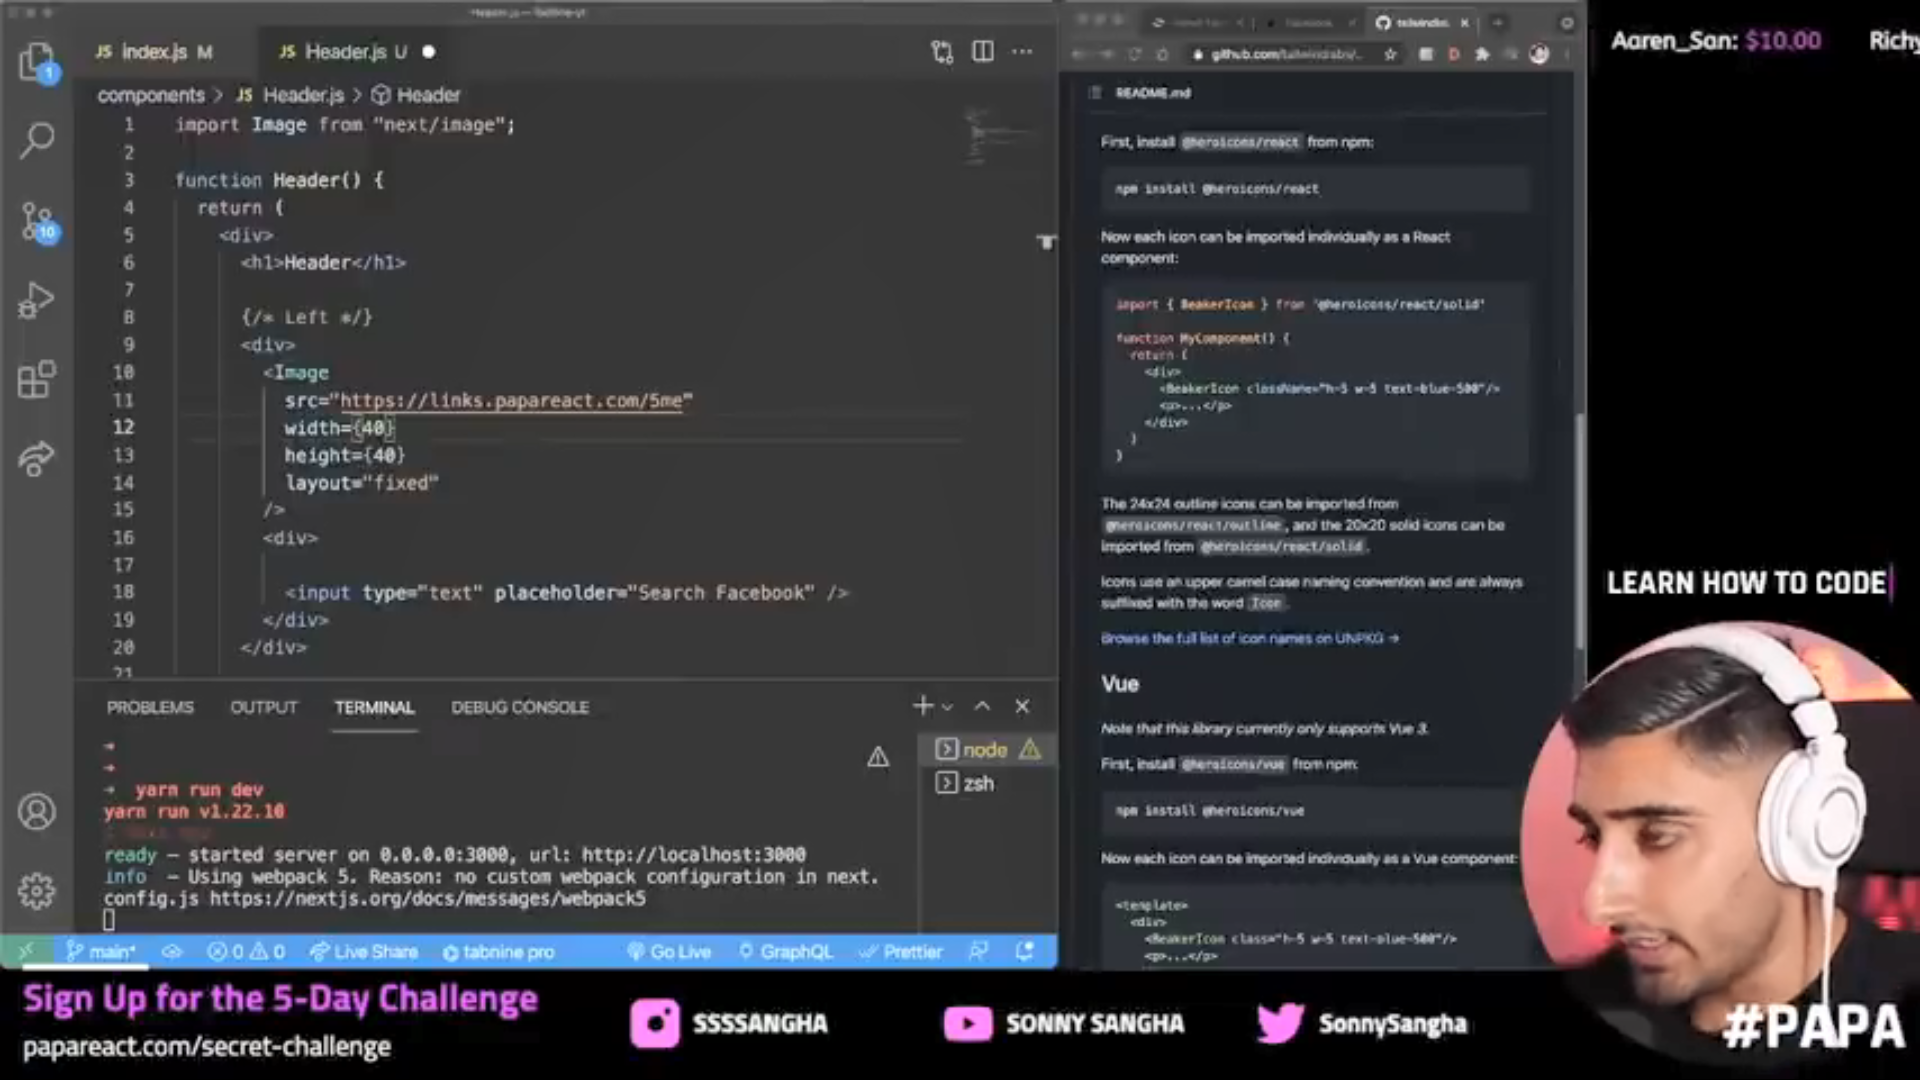 Header.js — fabnine-yt
JS index.js M
JS Header.js U
components > JS Header.js > Header
1 import Image from "next/image";
2
3 function Header() {
4 return (
5 <div>
6 <h1>Header</h1>
7
8 {/* Left */}
9 <div>
10 <Image
11 src="https://links.papareact.com/5me"
12 width={40}
13 height={40}
14 layout="fixed"
15 />
16 <div>
17
18 <input type="text" placeholder="Search Facebook" />
19 </div>
20 </div>
21
1
10
PROBLEMS OUTPUT TERMINAL DEBUG CONSOLE
node
zsh
yarn run dev
yarn run v1.22.10
ready – started server on 0.0.0.0:3000, url: http://localhost:3000
info – Using webpack 5. Reason: no custom webpack configuration in next.
config.js https://nextjs.org/docs/messages/webpack5
main* 0 0 Live Share tabnine pro Go Live GraphQL Prettier
github.com/tailwindlabs/...
README.md
First, install @heroicons/react from npm:
npm install @heroicons/react
Now each icon can be imported individually as a React
component:
import { BeakerIcon } from '@heroicons/react/solid'
function MyComponent() {
return (
<div>
<BeakerIcon className="h-5 w-5 text-blue-500"/>
<p>...</p>
</div>
)
}
The 24x24 outline icons can be imported from
@heroicons/react/outline, and the 20x20 solid icons can be
imported from @heroicons/react/solid.
Icons use an upper camel case naming convention and are always
suffixed with the word Icon.
Browse the full list of icon names on UNPKG →
Vue
Note that this library currently only supports Vue 3.
First, install @heroicons/vue from npm:
npm install @heroicons/vue
Now each icon can be imported individually as a Vue component:
<template>
<div>
<BeakerIcon class="h-5 w-5 text-blue-500"/>
<p>...</p>
Aaren_San: $10.00 Richy
LEARN HOW TO CODE
#PAPA
Sign Up for the 5-Day Challenge
papareact.com/secret-challenge
SSSSANGHA
SONNY SANGHA
SonnySangha